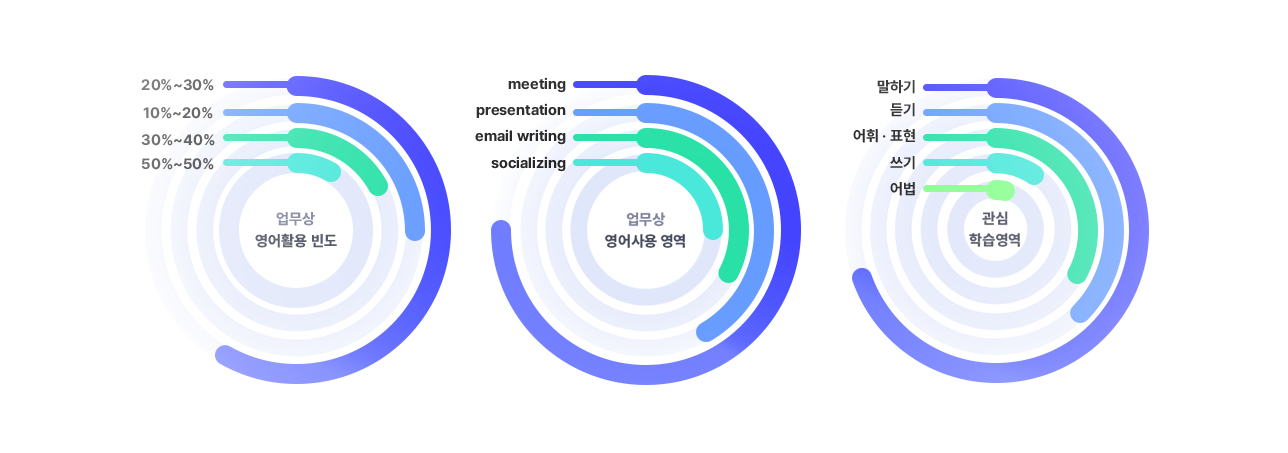 20%~30%
10%~20%
30%~40%
50%~50%
업무상
영어활용 빈도
meeting
presentation
email writing
socializing
업무상
영어사용 영역
말하기
듣기
어휘 · 표현
쓰기
어법
관심
학습영역